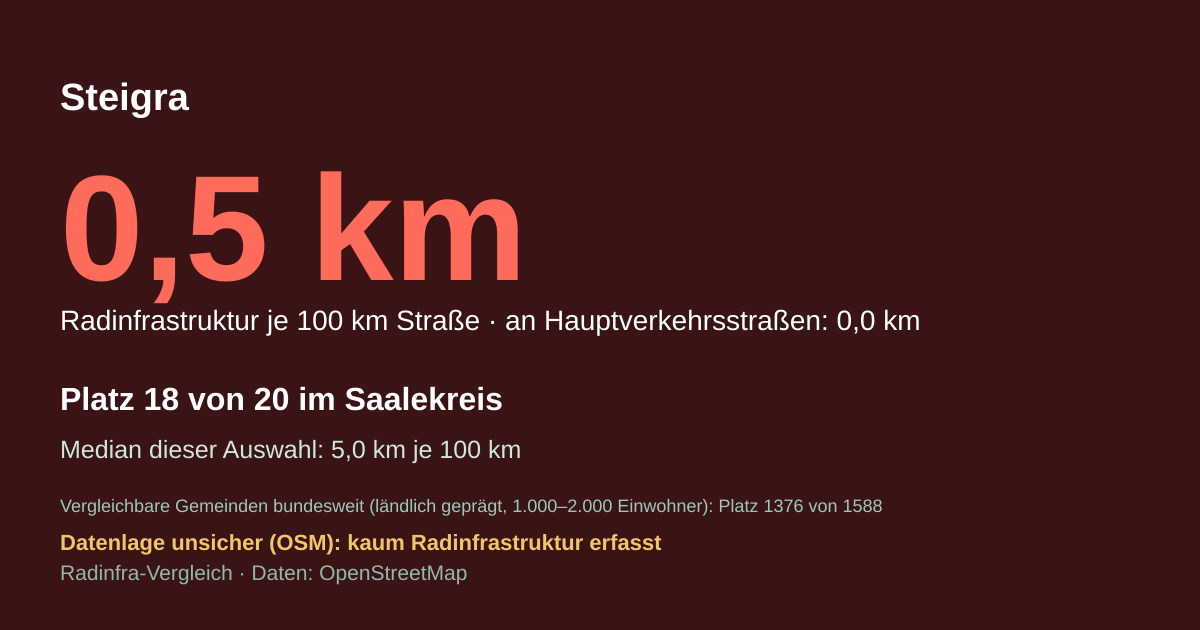 Steigra
0,5 km
Radinfrastruktur je 100 km Straße · an Hauptverkehrsstraßen: 0,0 km
Platz 18 von 20 im Saalekreis
Median dieser Auswahl: 5,0 km je 100 km
Vergleichbare Gemeinden bundesweit (ländlich geprägt, 1.000–2.000 Einwohner): Platz 1376 von 1588
Datenlage unsicher (OSM): kaum Radinfrastruktur erfasst
Radinfra-Vergleich · Daten: OpenStreetMap